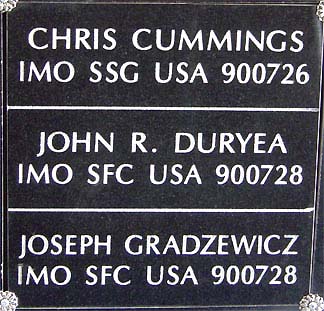 CHRIS CUMMINGS
IMO SSG USA 900726
JOHN R. DURYEA
IMO SFC USA 900728
JOSEPH GRADZEWICZ
IMO SFC USA 900728